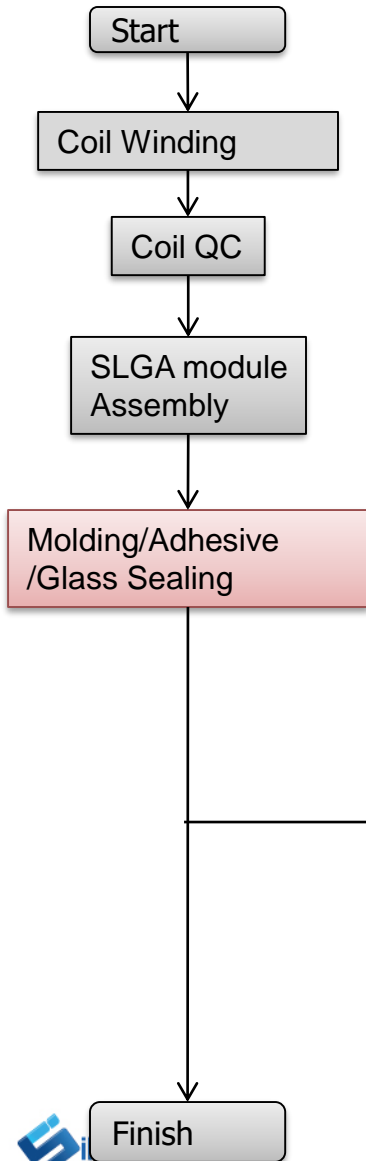 Start
Coil Winding
Coil QC
SLGA module
Assembly
Molding/Adhesive
/Glass Sealing
Finish